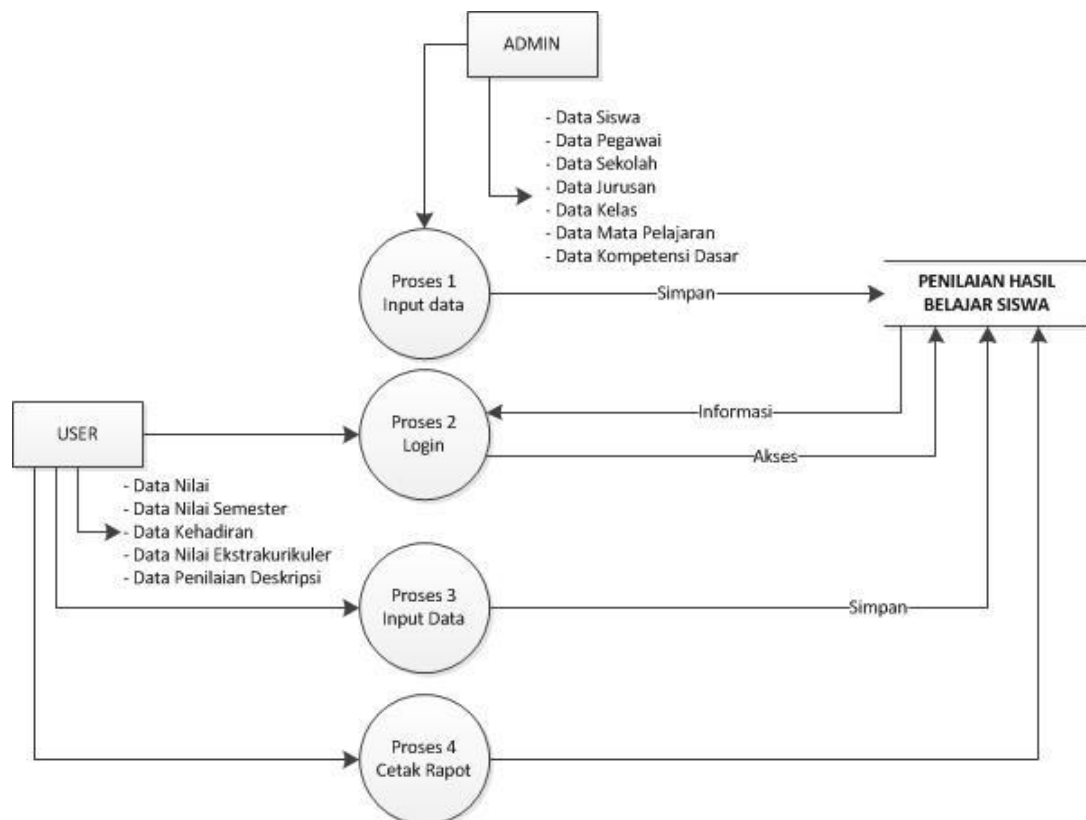 ADMIN
- Data Siswa
- Data Pegawai
- Data Sekolah
- Data Jurusan
- Data Kelas
- Data Mata Pelajaran
- Data Kompetensi Dasar
Proses 1
Input data
Simpan
PENILAIAN HASIL
BELAJAR SISWA
USER
Proses 2
Login
Informasi
Akses
- Data Nilai
- Data Nilai Semester
- Data Kehadiran
- Data Nilai Ekstrakurikuler
- Data Penilaian Deskripsi
Proses 3
Input Data
Simpan
Proses 4
Cetak Rapot